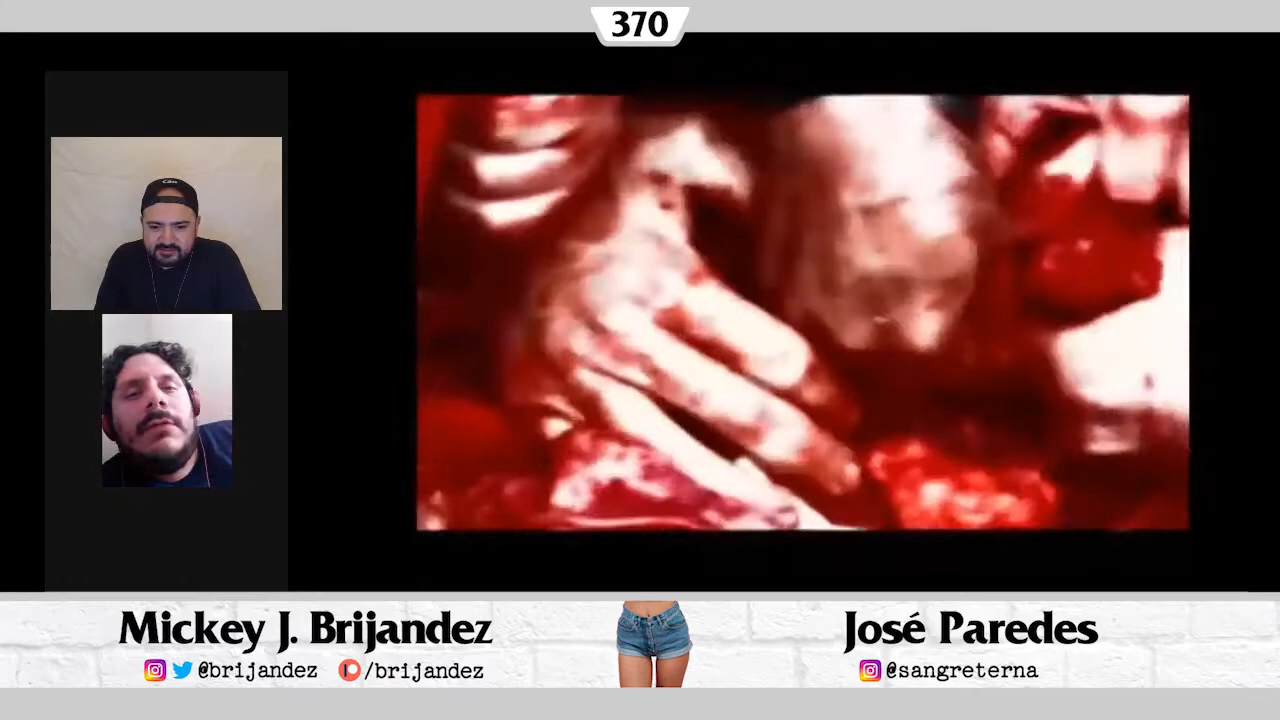 370
Mickey J. Brijandez
@brijandez /brijandez
José Paredes
@sangreterna